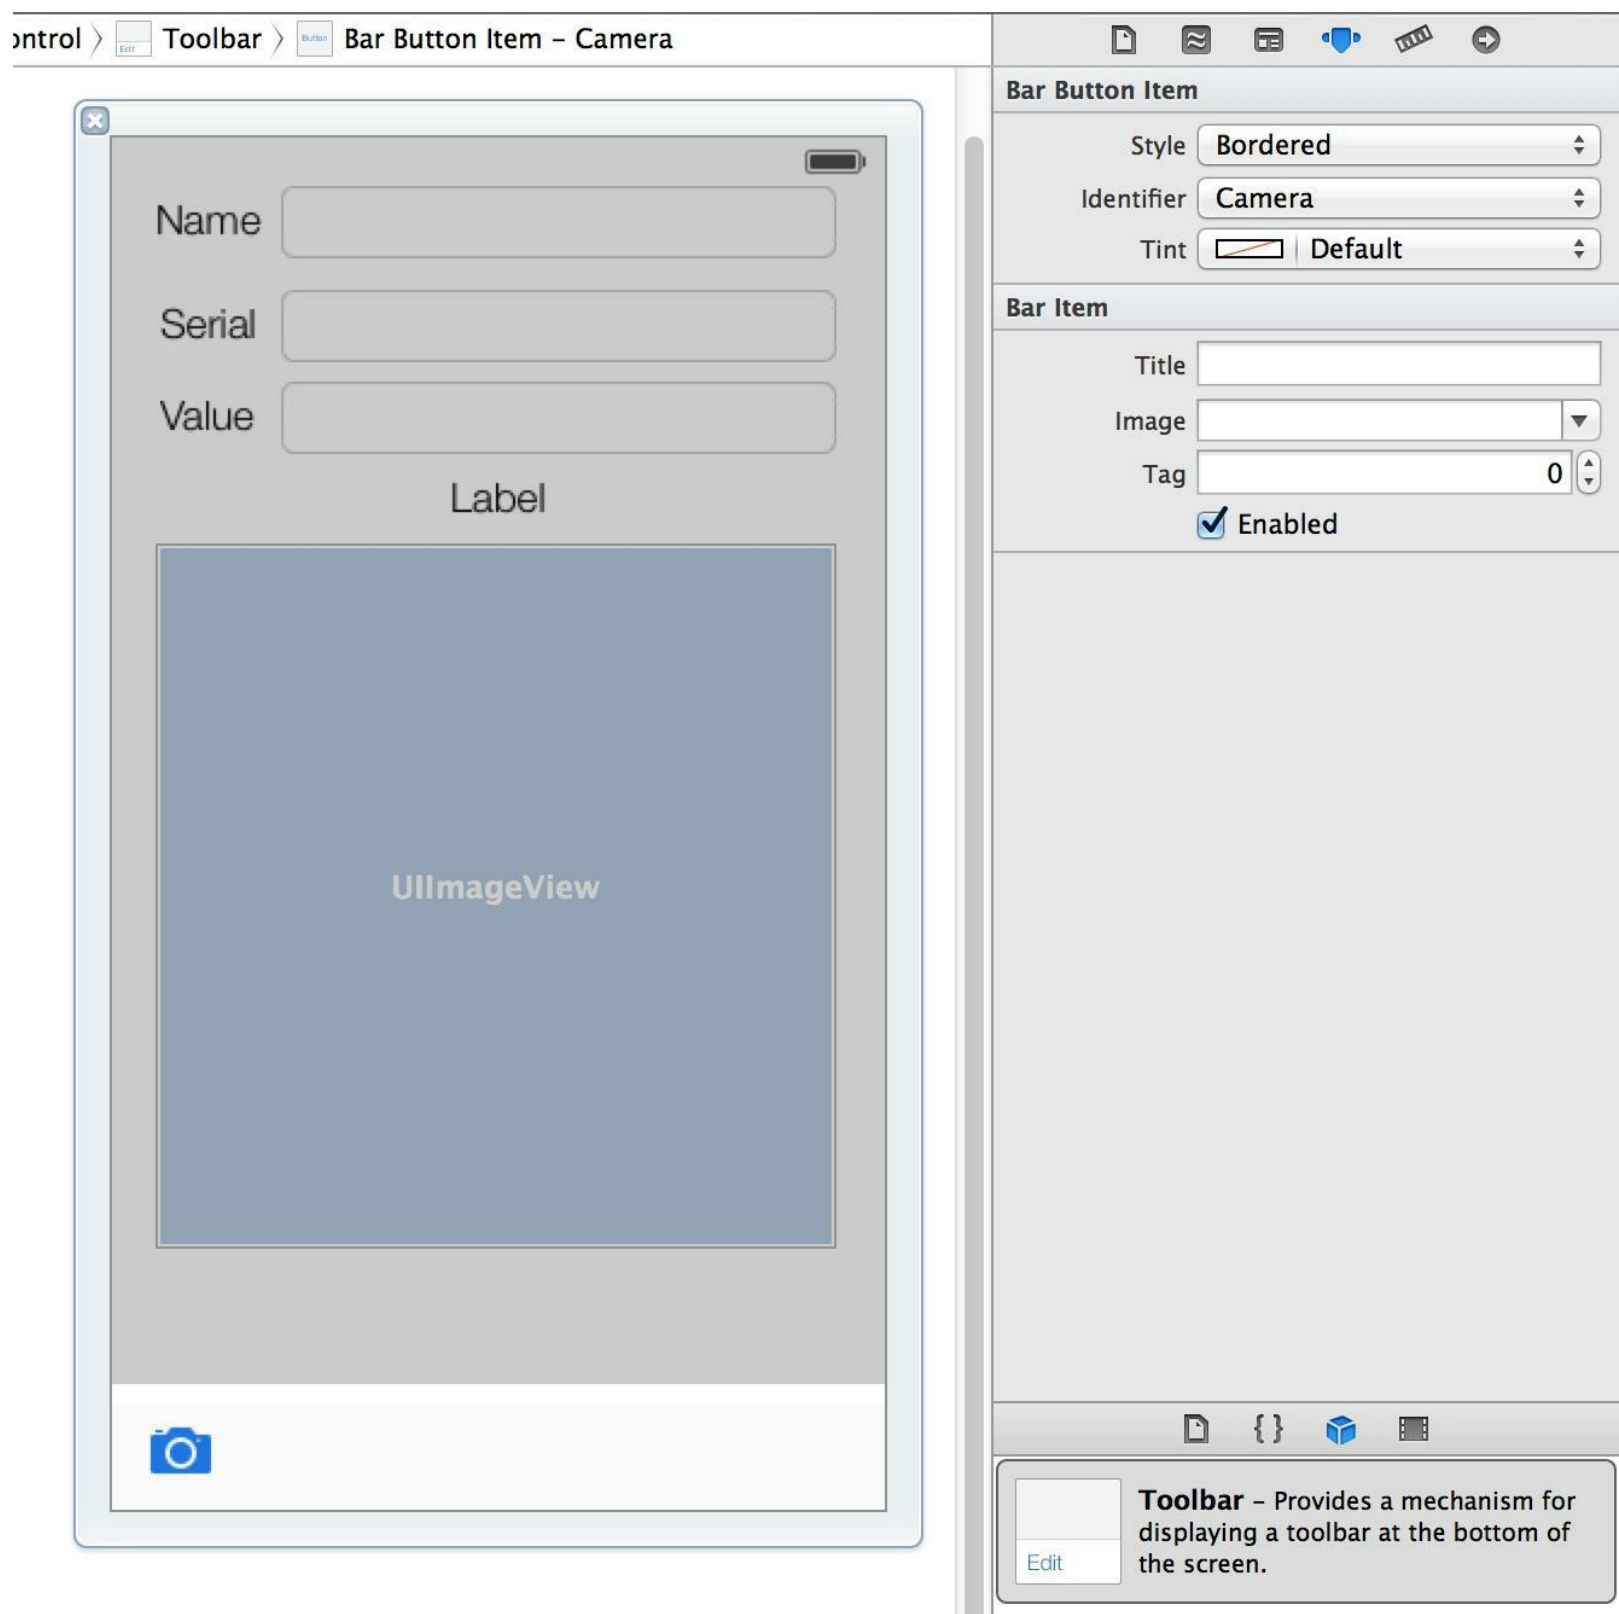 ontrol 〉 Toolbar 〉 Bar Button Item – Camera
Name
Serial
Value
Label
UIImageView
Bar Button Item
Style Bordered
Identifier Camera
Tint Default
Bar Item
Title
Image
Tag 0
Enabled
{ }
Edit
Toolbar – Provides a mechanism for
displaying a toolbar at the bottom of
the screen.